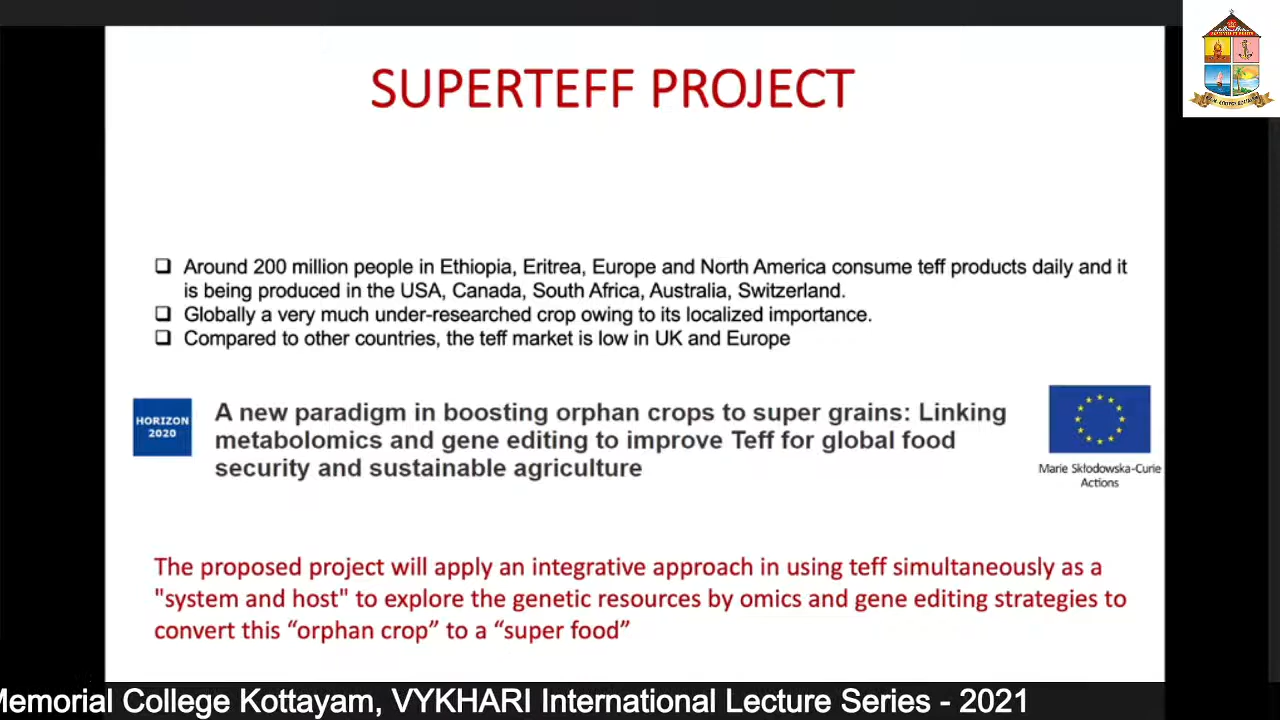 SUPERTEFF PROJECT
❑ Around 200 million people in Ethiopia, Eritrea, Europe and North America consume teff products daily and it
is being produced in the USA, Canada, South Africa, Australia, Switzerland.
❑ Globally a very much under-researched crop owing to its localized importance.
❑ Compared to other countries, the teff market is low in UK and Europe
HORIZON
2020
A new paradigm in boosting orphan crops to super grains: Linking
metabolomics and gene editing to improve Teff for global food
security and sustainable agriculture
Marie Skłodowska-Curie
Actions
The proposed project will apply an integrative approach in using teff simultaneously as a
"system and host" to explore the genetic resources by omics and gene editing strategies to
convert this “orphan crop” to a “super food”
Memorial College Kottayam, VYKHARI International Lecture Series - 2021